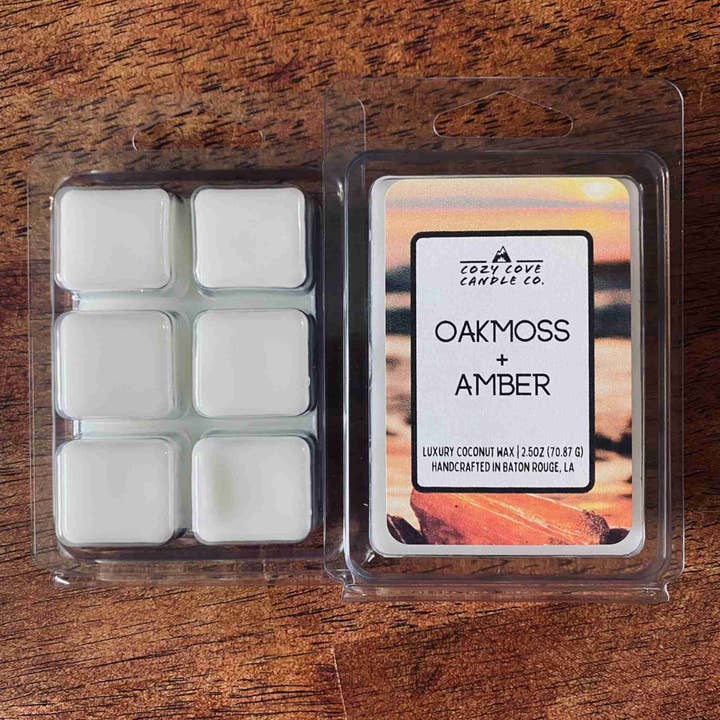 COZY COVE
CANDLE CO.
OAKMOSS
+
AMBER
LUXURY COCONUT WAX | 2.5OZ (70.87 G)
HANDCRAFTED IN BATON ROUGE, LA